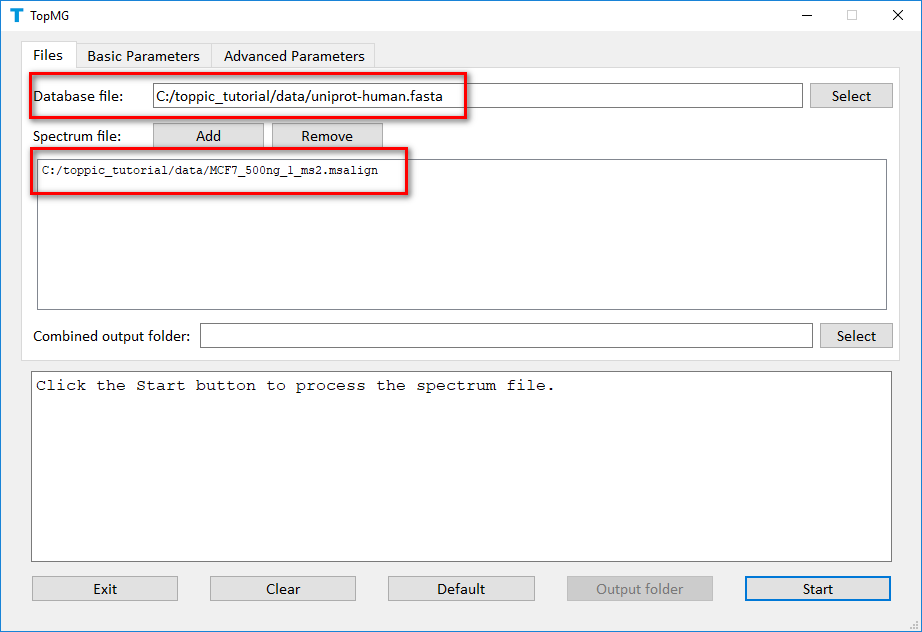 TopMG
Files Basic Parameters Advanced Parameters
Database file: C:/toppic_tutorial/data/uniprot-human.fasta Select
Spectrum file: Add Remove
C:/toppic_tutorial/data/MCF7_500ng_1_ms2.msalign
Combined output folder: Select
Click the Start button to process the spectrum file.
Exit Clear Default Output folder Start